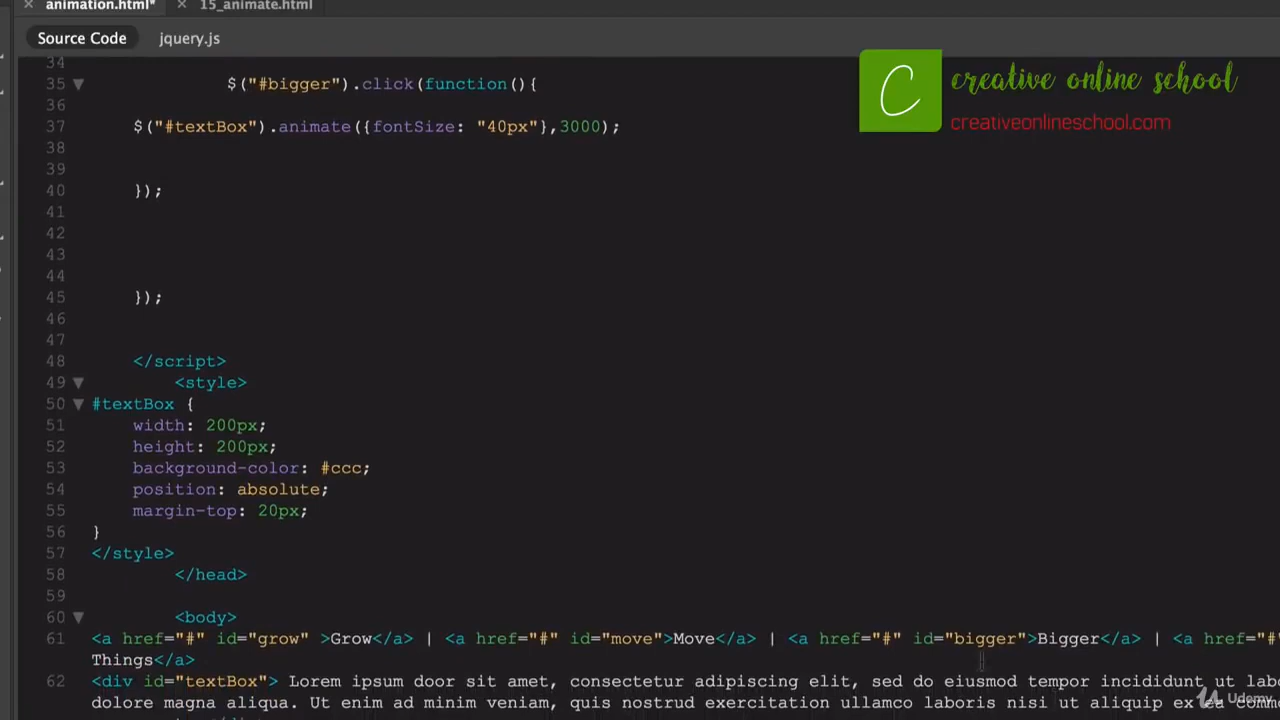 animation.html*
15_animate.html
Source Code
jquery.js
creative online school
creativeonlineschool.com
34
35 $("#bigger").click(function(){
36
37 $("#textBox").animate({fontSize: "40px"},3000);
38
39
40 });
41
42
43
44
45 });
46
47
48 </script>
49 <style>
50 #textBox {
51 width: 200px;
52 height: 200px;
53 background-color: #ccc;
54 position: absolute;
55 margin-top: 20px;
56 }
57 </style>
58 </head>
59
60 <body>
61 <a href="#" id="grow" >Grow</a> | <a href="#" id="move">Move</a> | <a href="#" id="bigger">Bigger</a> | <a href="#"
Things</a>
62 <div id="textBox"> Lorem ipsum dolor sit amet, consectetur adipiscing elit, sed do eiusmod tempor incididunt ut
dolore magna aliqua. Ut enim ad minim veniam, quis nostrud exercitation ullamco laboris nisi ut aliquip ex
Udemy